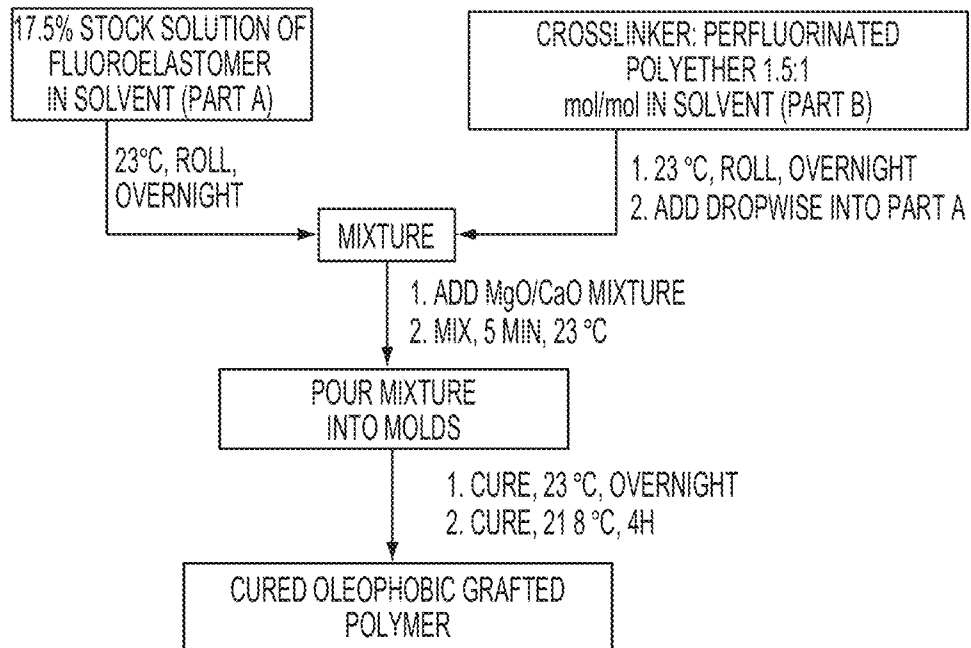 17.5% STOCK SOLUTION OF
FLUOROELASTOMER
IN SOLVENT (PART A)
CROSSLINKER: PERFLUORINATED
POLYETHER 1.5:1
mol/mol IN SOLVENT (PART B)
23°C, ROLL,
OVERNIGHT
1. 23 °C, ROLL, OVERNIGHT
2. ADD DROPWISE INTO PART A
MIXTURE
1. ADD MgO/CaO MIXTURE
2. MIX, 5 MIN, 23 °C
POUR MIXTURE
INTO MOLDS
1. CURE, 23 °C, OVERNIGHT
2. CURE, 21 8 °C, 4H
CURED OLEOPHOBIC GRAFTED
POLYMER